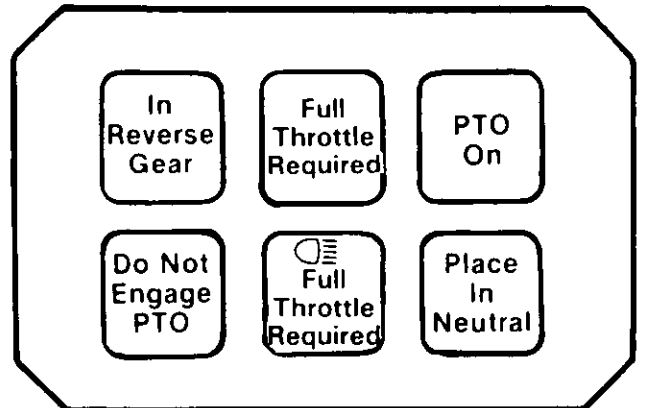 In
Reverse
Gear
Full
Throttle
Required
PTO
On
Do Not
Engage
PTO
Full
Throttle
Required
Place
In
Neutral